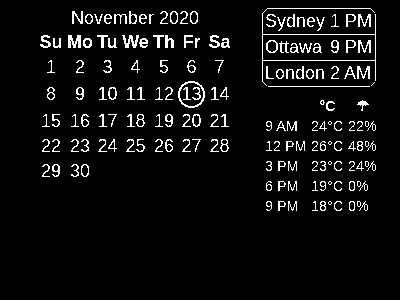 November 2020
Su Mo Tu We Th Fr Sa
1 2 3 4 5 6 7
8 9 10 11 12 13 14
15 16 17 18 19 20 21
22 23 24 25 26 27 28
29 30
Sydney 1 PM
Ottawa 9 PM
London 2 AM
°C ☂
9 AM 24°C 22%
12 PM 26°C 48%
3 PM 23°C 24%
6 PM 19°C 0%
9 PM 18°C 0%